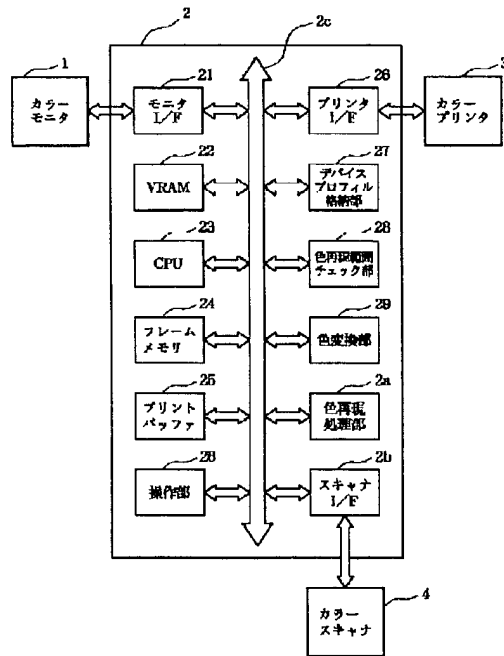 2
2c
1
カラー
モニタ
21
モニタ
I/F
26
プリンタ
I/F
3
カラー
プリンタ
22
VRAM
27
デバイス
プロフィル
格納部
23
CPU
28
色再現範囲
チェック部
24
フレーム
メモリ
29
色変換部
25
プリント
バッファ
2a
色再現
処理部
28
操作部
2b
スキャナ
I/F
4
カラー
スキャナ